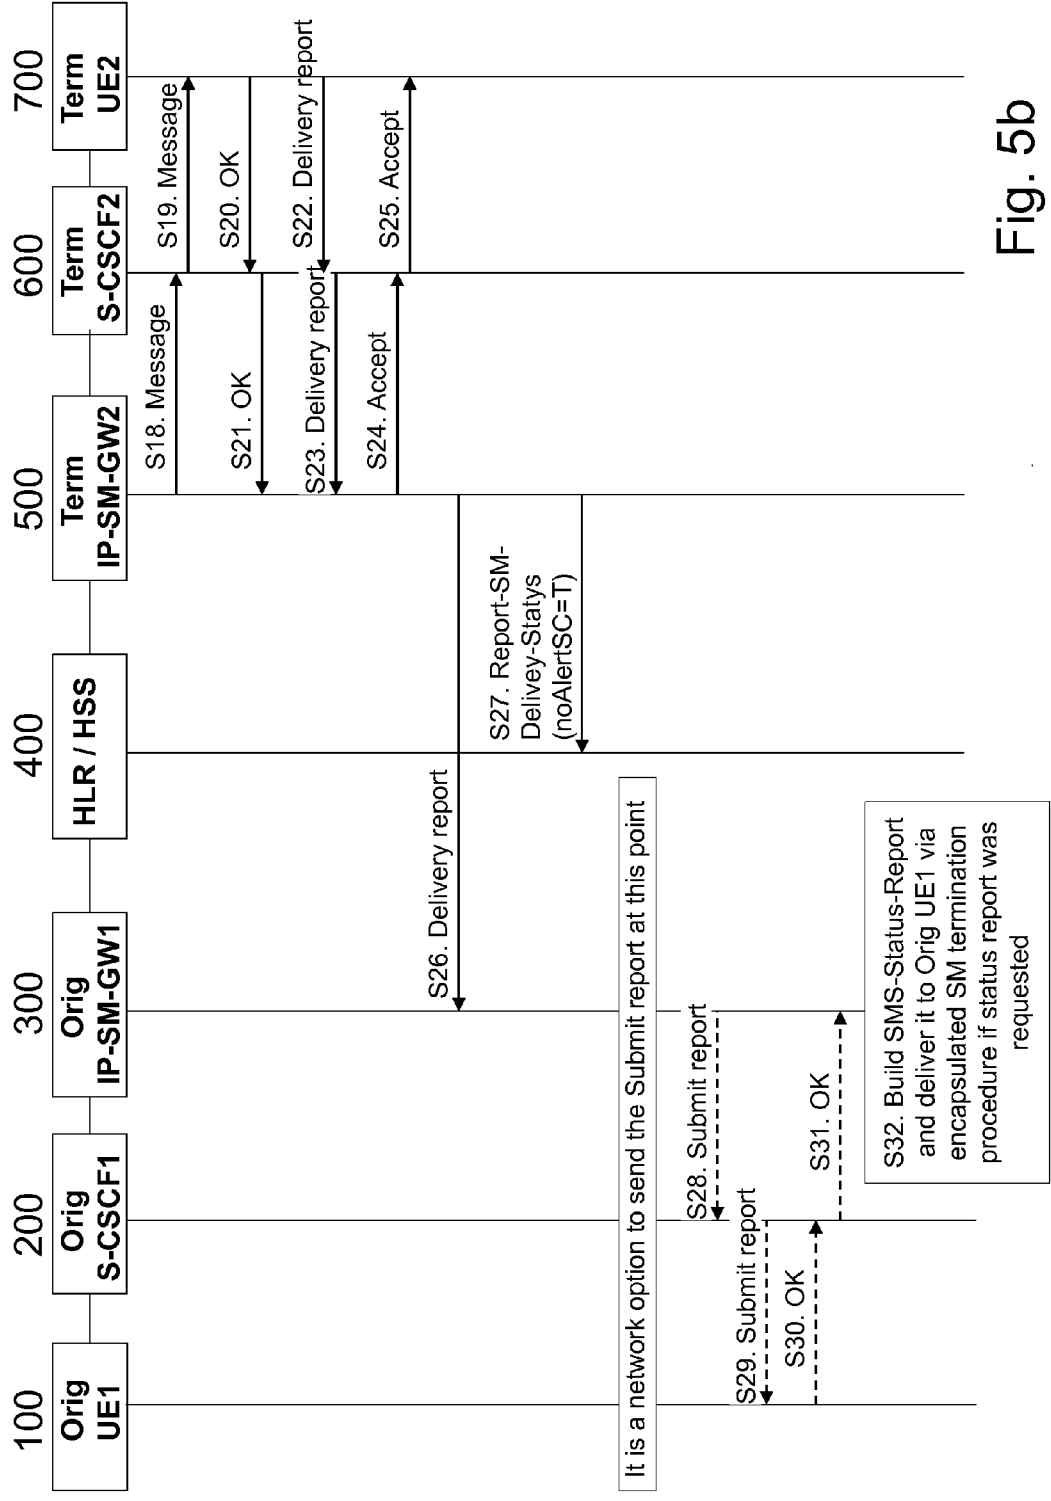 100
200
300
400
500
600
700
Orig
UE1
Orig
S-CSCF1
Orig
IP-SM-GW1
HLR / HSS
Term
IP-SM-GW2
Term
S-CSCF2
Term
UE2
S18. Message
S19. Message
S20. OK
S21. OK
S22. Delivery report
S23. Delivery report
S24. Accept
S25. Accept
S26. Delivery report
S27. Report-SM-
Delivey-Statys
(noAlertSC=T)
It is a network option to send the Submit report at this point
S28. Submit report
S29. Submit report
S30. OK
S31. OK
S32. Build SMS-Status-Report
and deliver it to Orig UE1 via
encapsulated SM termination
procedure if status report was
requested
Fig. 5b